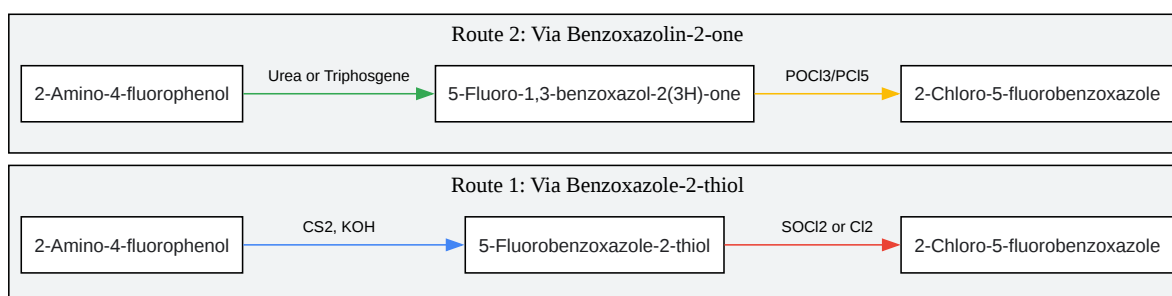 Route 2: Via Benzoxazolin-2-one
2-Amino-4-fluorophenol
Urea or Triphosgene
5-Fluoro-1,3-benzoxazol-2(3H)-one
POCl3/PCl5
2-Chloro-5-fluorobenzoxazole
Route 1: Via Benzoxazole-2-thiol
2-Amino-4-fluorophenol
CS2, KOH
5-Fluorobenzoxazole-2-thiol
SOCl2 or Cl2
2-Chloro-5-fluorobenzoxazole